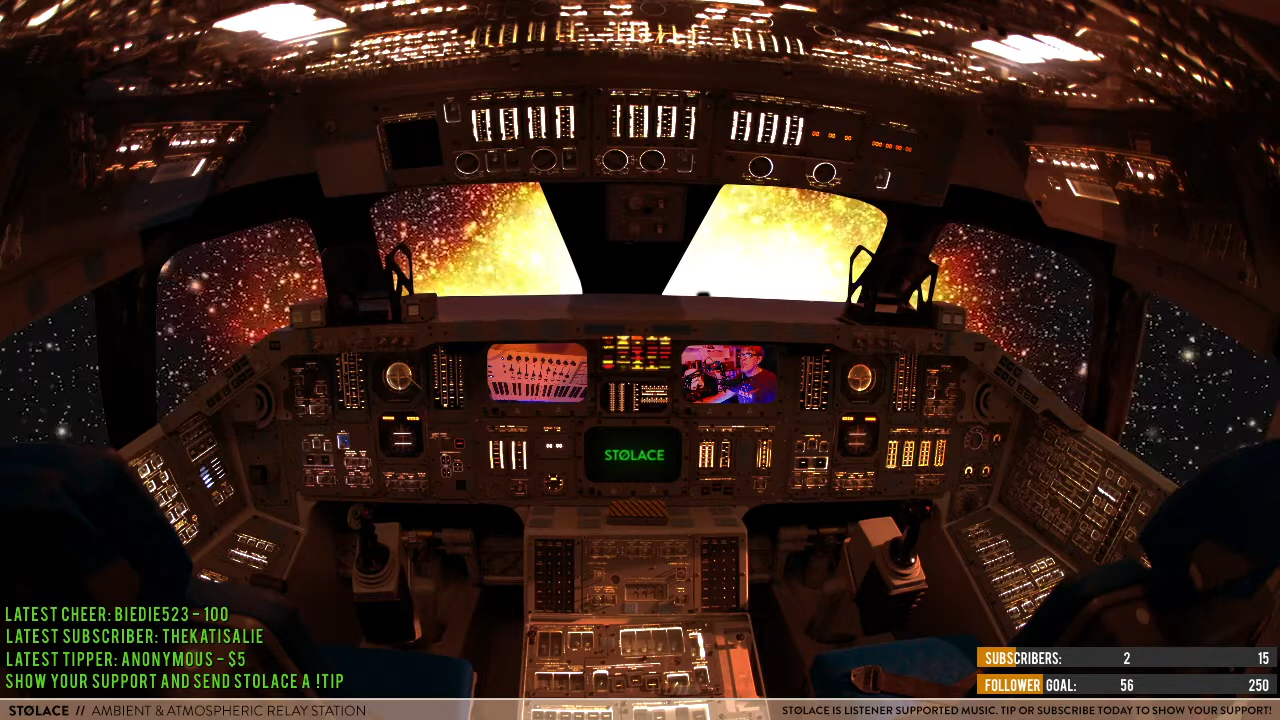 STØLACE
LATEST CHEER: BIEDIE523 - 100
LATEST SUBSCRIBER: THEKATISALIE
LATEST TIPPER: ANONYMOUS - $5
SHOW YOUR SUPPORT AND SEND STOLACE A !TIP
SUBSCRIBERS: 2 15
FOLLOWER GOAL: 56 250
STØLACE // AMBIENT & ATMOSPHERIC RELAY STATION
STØLACE IS LISTENER SUPPORTED MUSIC. TIP OR SUBSCRIBE TODAY TO SHOW YOUR SUPPORT!